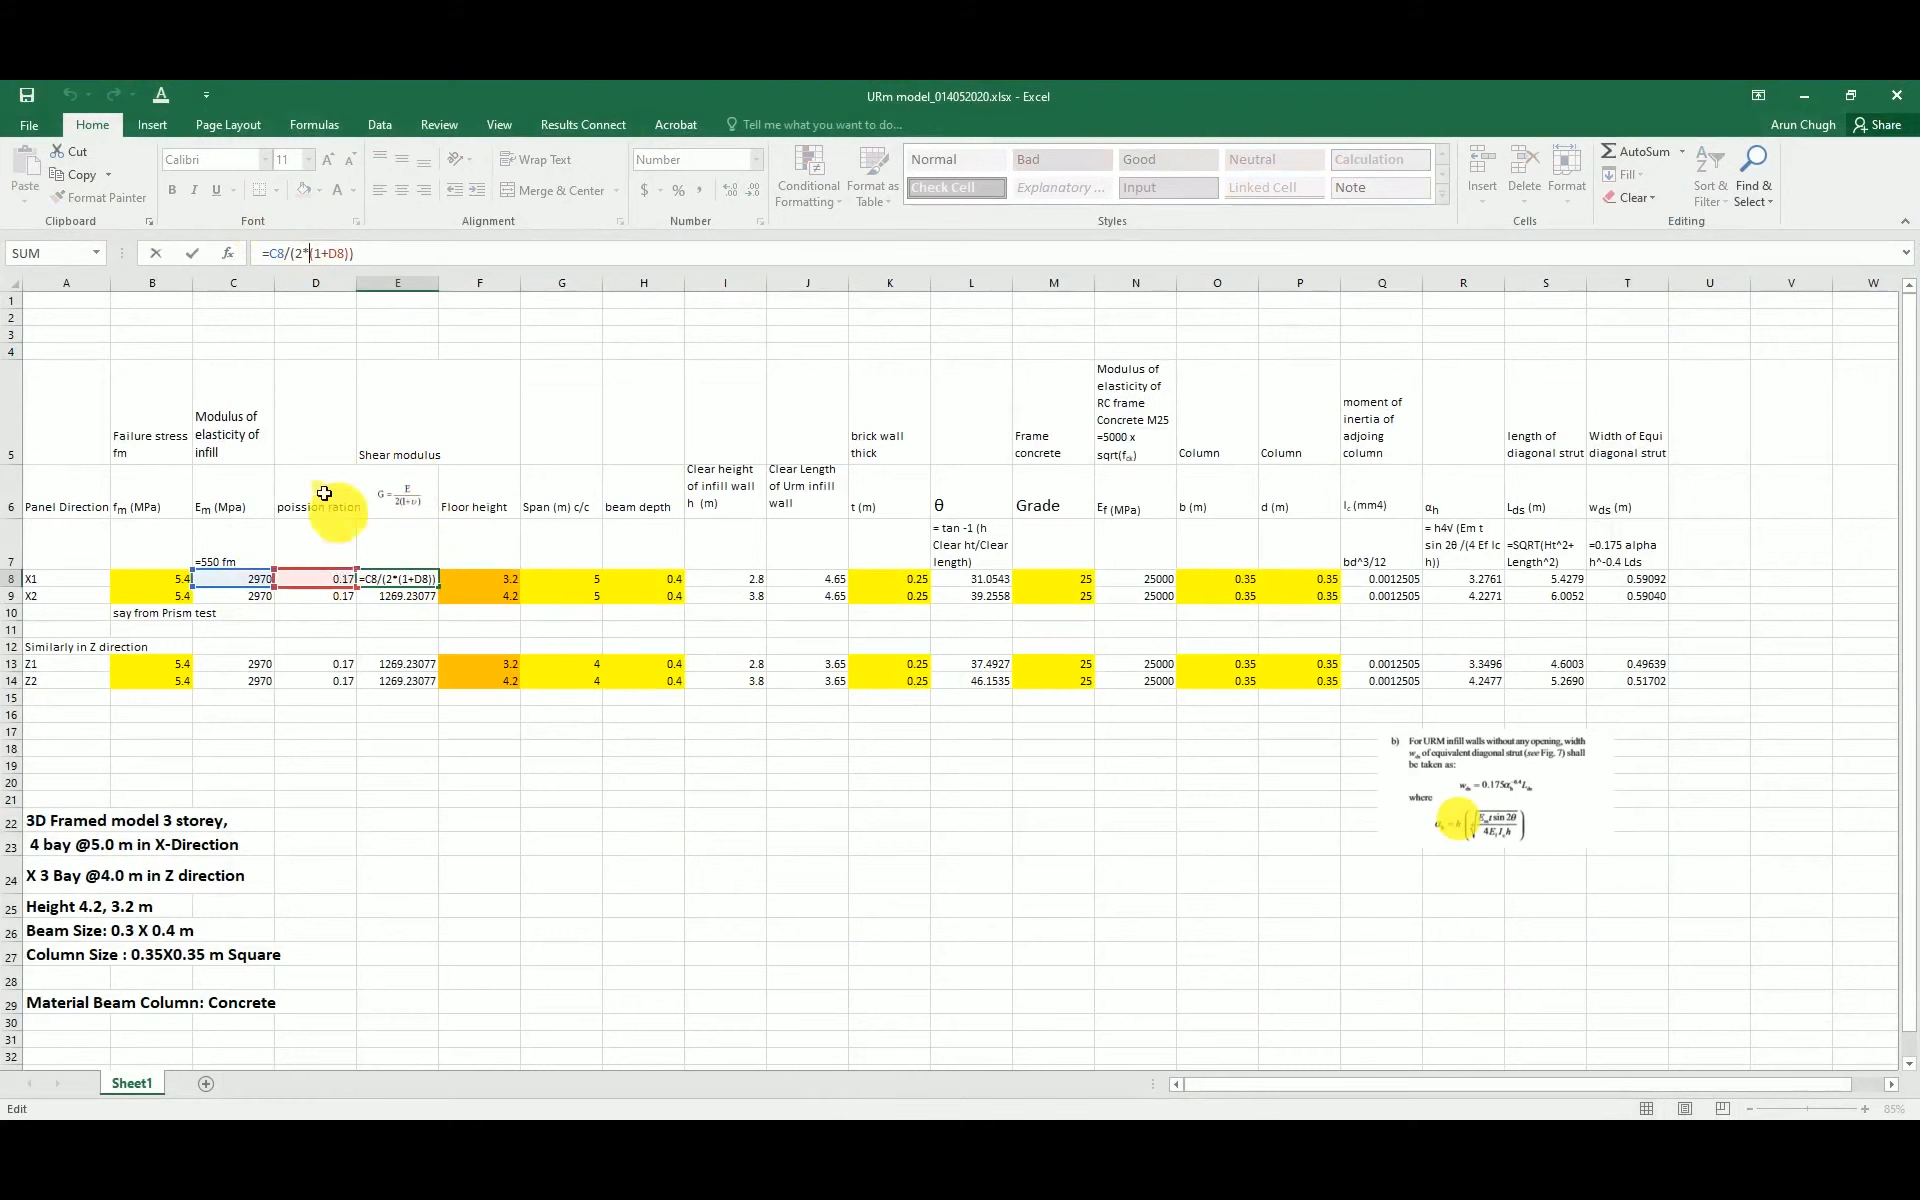 URm model_014052020.xlsx - Excel
File Home Insert Page Layout Formulas Data Review View Results Connect Acrobat Tell me what you want to do... Arun Chugh Share
Paste
Cut
Copy
Format Painter
Clipboard
Calibri 11
B I U
Font
Wrap Text
Merge & Center
Alignment
Number
$ % ,
Number
Conditional Formatting
Format as Table
Normal Bad Good Neutral Calculation
Check Cell Explanatory ... Input Linked Cell Note
Styles
Insert Delete Format
Cells
AutoSum
Fill
Clear
Sort & Filter
Find & Select
Editing
SUM fx =C8/(2*(1+D8))
A B C D E F G H I J K L M N O P Q R S T U V W
1
2
3
4
5 Failure stress fm Modulus of elasticity of infill Shear modulus brick wall thick Frame concrete Modulus of elasticity of RC frame Concrete M25 =5000 x sqrt(fck) Column Column moment of inertia of adjoing column length of diagonal strut Width of Equi diagonal strut
6 Panel Direction fm (MPa) Em (Mpa) poission ration G = E/2(1+υ) Floor height Span (m) c/c beam depth Clear height of infill wall h (m) Clear Length of Urm infill wall t (m) θ Grade Ef (MPa) b (m) d (m) Ic (mm4) αh Lds (m) wds (m)
7 =550 fm = tan -1 (h Clear ht/Clear length) bd^3/12 = h4√ (Em t sin 2θ /(4 Ef Ic h)) =SQRT(Ht^2+ Length^2) =0.175 alpha h^-0.4 Lds
8 X1 5.4 2970 0.17 =C8/(2*(1+D8)) 3.2 5 0.4 2.8 4.65 0.25 31.0543 25 25000 0.35 0.35 0.0012505 3.2761 5.4279 0.59092
9 X2 5.4 2970 0.17 1269.23077 4.2 5 0.4 3.8 4.65 0.25 39.2558 25 25000 0.35 0.35 0.0012505 4.2271 6.0052 0.59040
10 say from Prism test
11
12 Similarly in Z direction
13 Z1 5.4 2970 0.17 1269.23077 3.2 4 0.4 2.8 3.65 0.25 37.4927 25 25000 0.35 0.35 0.0012505 3.3496 4.6003 0.49639
14 Z2 5.4 2970 0.17 1269.23077 4.2 4 0.4 3.8 3.65 0.25 46.1535 25 25000 0.35 0.35 0.0012505 4.2477 5.2690 0.51702
15
16
17
18
19
20
21
b) For URM infill walls without any opening, width
wds of equivalent diagonal strut (see Fig. 7) shall
be taken as:
wds = 0.175αh^-0.4 Lds
where
Em t sin 2θ
4Ef Ic h
22 3D Framed model 3 storey,
23 4 bay @5.0 m in X-Direction
24 X 3 Bay @4.0 m in Z direction
25 Height 4.2, 3.2 m
26 Beam Size: 0.3 X 0.4 m
27 Column Size : 0.35X0.35 m Square
28
29 Material Beam Column: Concrete
30
31
32
Sheet1
Edit 85%